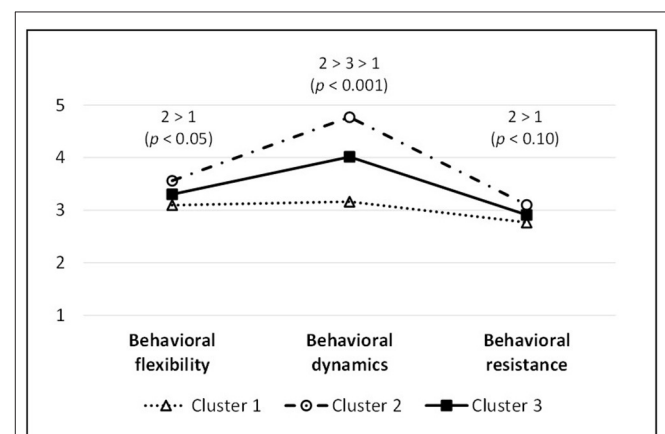 2 > 3 > 1
(p < 0.001)
2 > 1
(p < 0.05)
2 > 1
(p < 0.10)
5
4
3
2
1
Behavioral flexibility
Behavioral dynamics
Behavioral resistance
Cluster 1
Cluster 2
Cluster 3